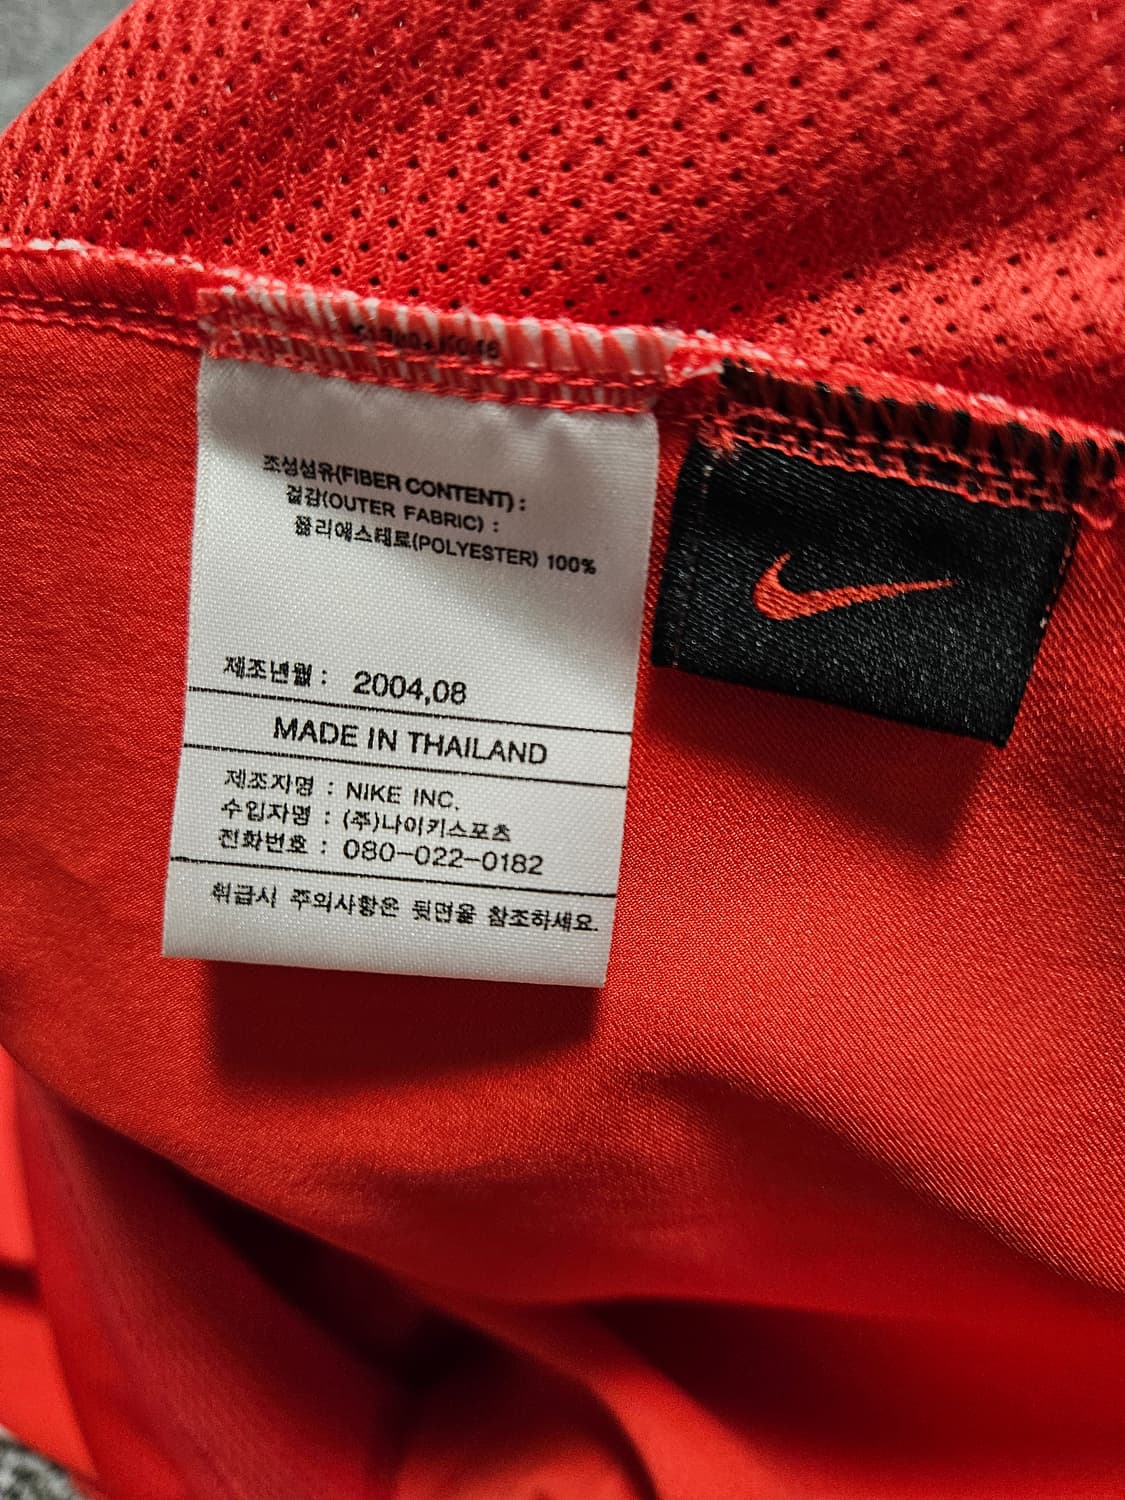 조성섬유(FIBER CONTENT) :
겉감(OUTER FABRIC) :
폴리에스테르(POLYESTER) 100%
제조년월 : 2004,08
MADE IN THAILAND
제조자명 : NIKE INC.
수입자명 : (주)나이키스포츠
전화번호 : 080-022-0182
취급시 주의사항은 뒷면을 참조하세요.